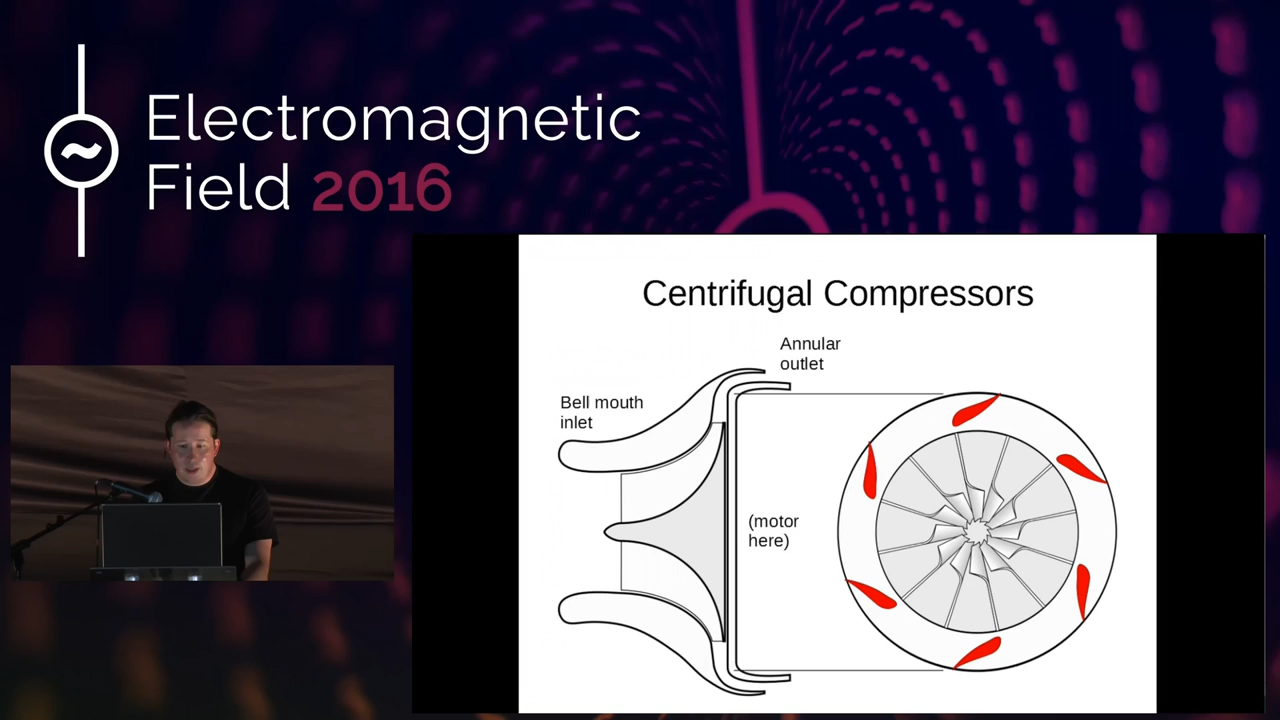 Electromagnetic
Field 2016
Centrifugal Compressors
Annular
outlet
Bell mouth
inlet
(motor
here)